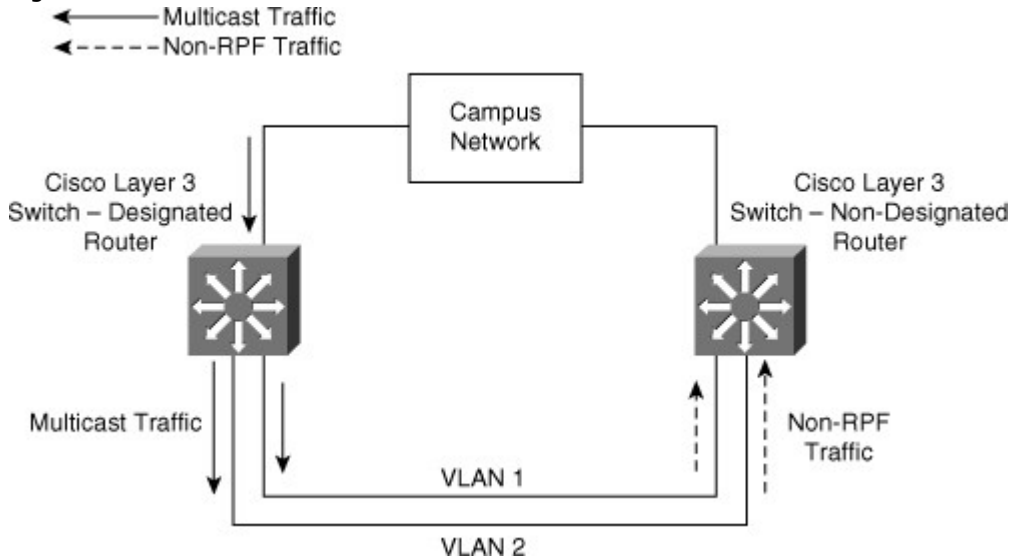 Multicast Traffic
Non-RPF Traffic
Campus
Network
Cisco Layer 3
Switch – Designated
Router
Cisco Layer 3
Switch – Non-Designated
Router
Multicast Traffic
Non-RPF
Traffic
VLAN 1
VLAN 2